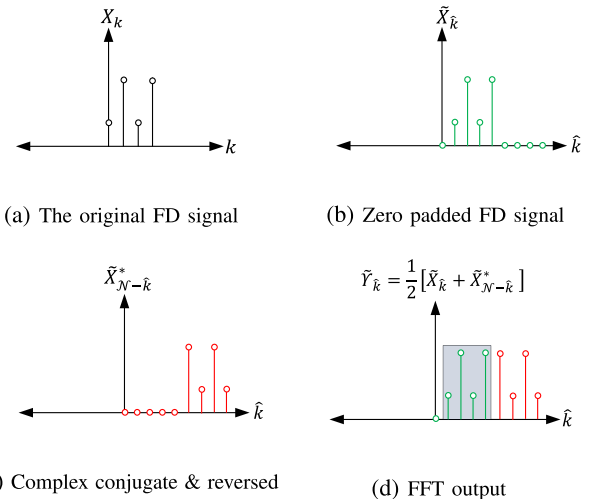 X_k
k
(a) The original FD signal
X̃_k̂
k̂
(b) Zero padded FD signal
X̃*_{𝒩−k̂}
k̂
) Complex conjugate & reversed
Ỹ_k̂ = 1/2 [X̃_k̂ + X̃*_{𝒩−k̂}]
k̂
(d) FFT output